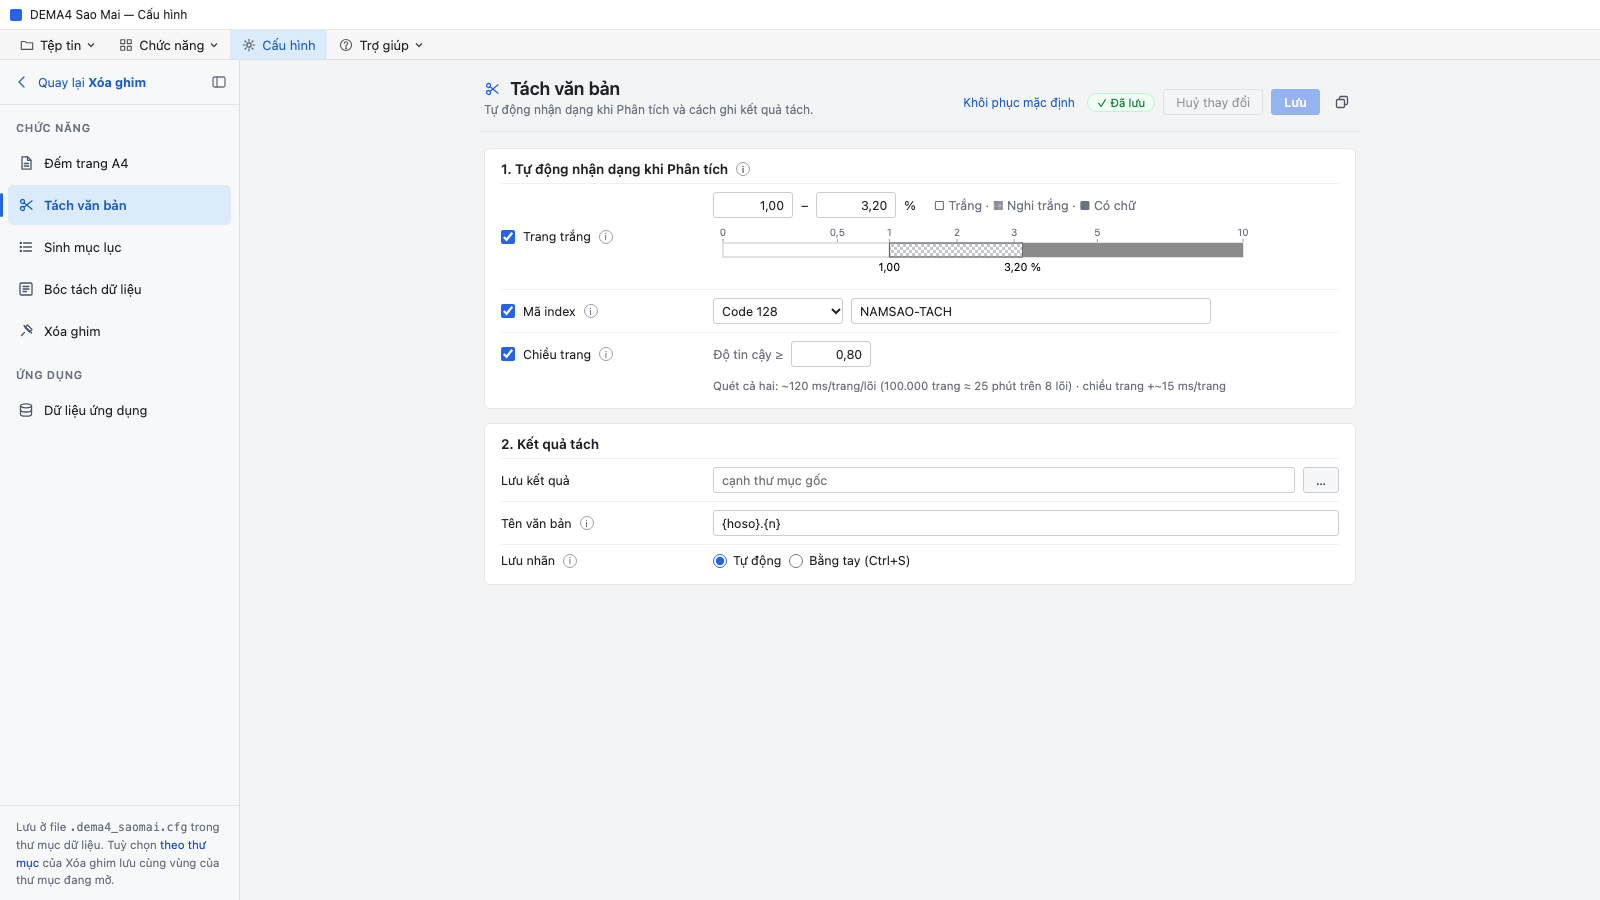 DEMA4 Sao Mai — Cấu hình
Tệp tin Chức năng Cấu hình Trợ giúp
Quay lại Xóa ghim
CHỨC NĂNG
Đếm trang A4
Tách văn bản
Sinh mục lục
Bóc tách dữ liệu
Xóa ghim
ỨNG DỤNG
Dữ liệu ứng dụng
Lưu ở file .dema4_saomai.cfg trong
thư mục dữ liệu. Tuỳ chọn theo thư
mục của Xóa ghim lưu cùng vùng của
thư mục đang mở.
Tách văn bản
Tự động nhận dạng khi Phân tích và cách ghi kết quả tách.
Khôi phục mặc định Đã lưu Huỷ thay đổi Lưu
1. Tự động nhận dạng khi Phân tích
Trang trắng
1,00 – 3,20 % Trắng · Nghi trắng · Có chữ
0 0,5 1 2 3 5 10
1,00 3,20 %
Mã index Code 128 NAMSAO-TACH
Chiều trang Độ tin cậy ≥ 0,80
Quét cả hai: ~120 ms/trang/lõi (100.000 trang ≈ 25 phút trên 8 lõi) · chiều trang +~15 ms/trang
2. Kết quả tách
Lưu kết quả cạnh thư mục gốc ...
Tên văn bản {hoso}.{n}
Lưu nhãn Tự động Bằng tay (Ctrl+S)